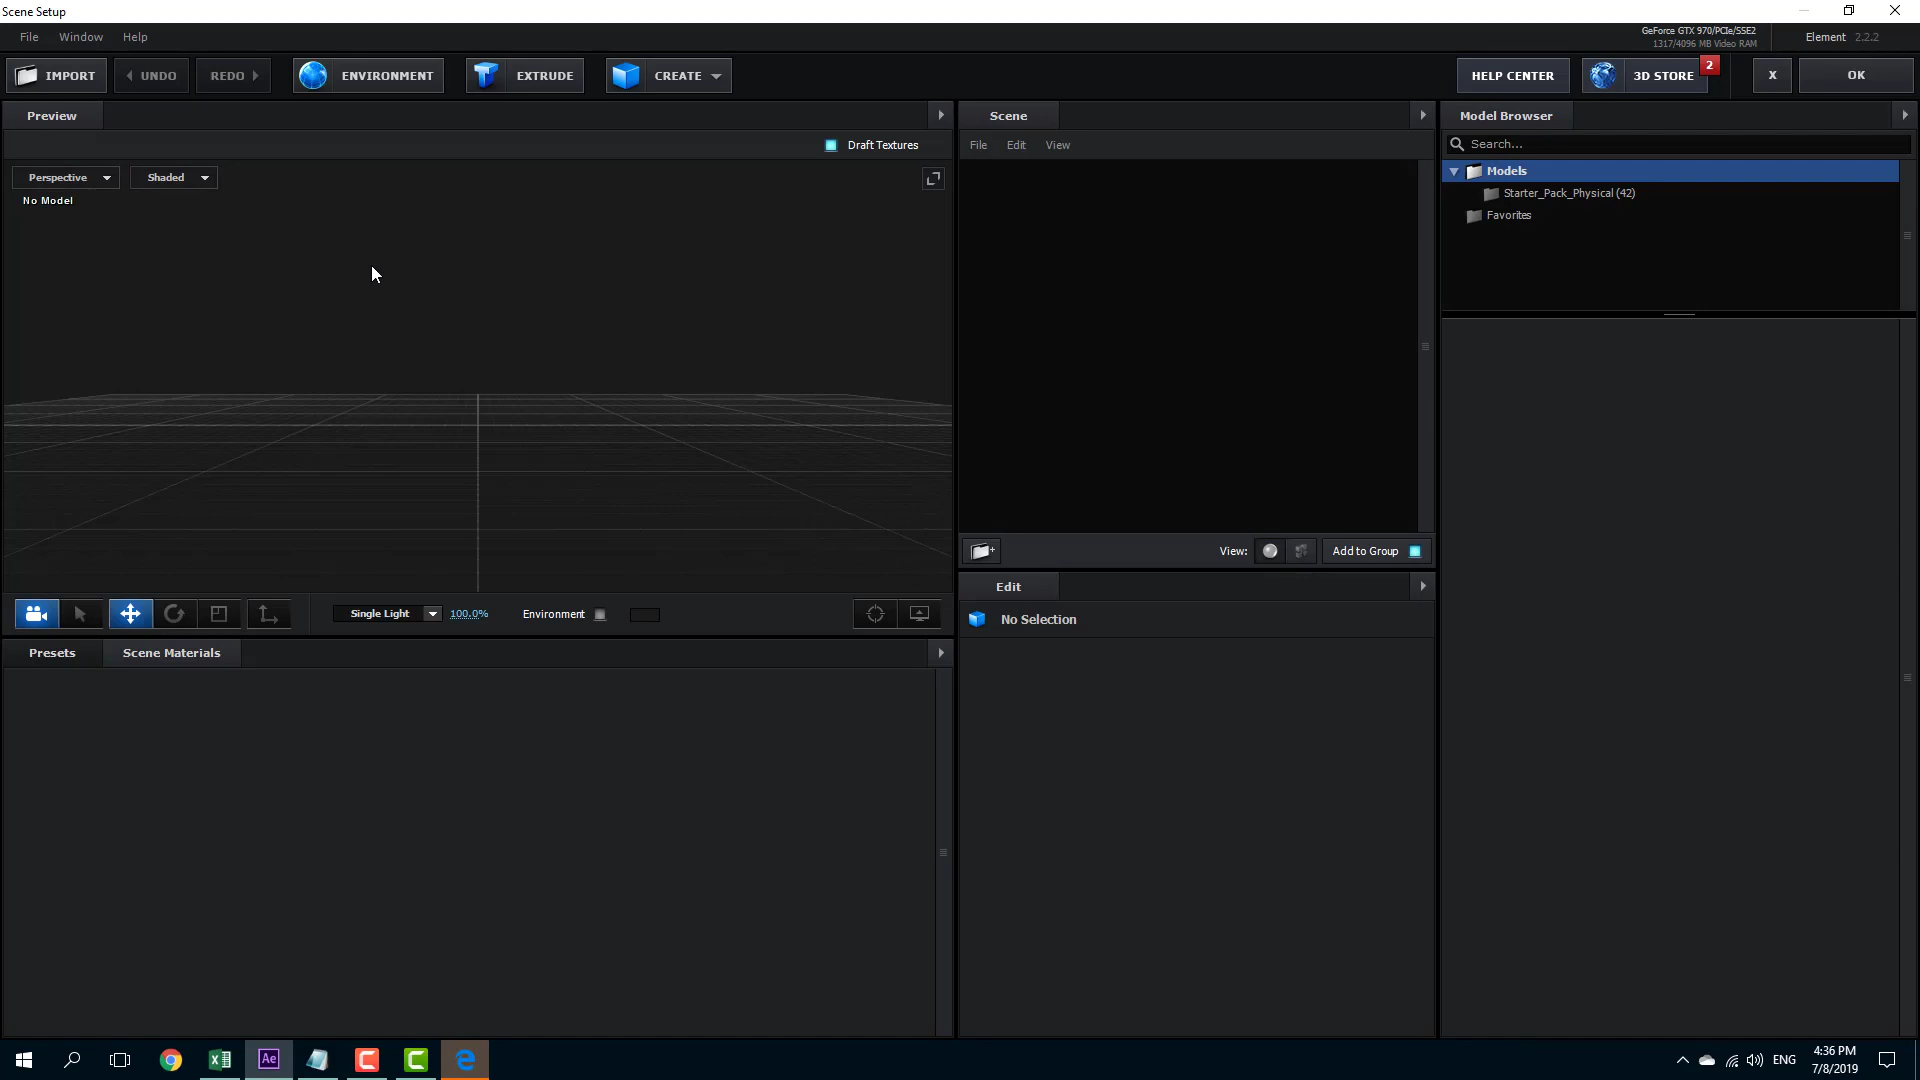 Scene Setup
File Window Help
GeForce GTX 970/PCIe/SSE2
1317/4096 MB Video RAM
Element 2.2.2
IMPORT UNDO REDO ENVIRONMENT EXTRUDE CREATE HELP CENTER 3D STORE 2 X OK
Preview
Draft Textures
Perspective Shaded
No Model
Single Light 100.0% Environment
Presets Scene Materials
Scene
File Edit View
View: Add to Group
Edit
No Selection
Model Browser
Search...
Models
Starter_Pack_Physical (42)
Favorites
Ae
ENG
4:36 PM
7/8/2019